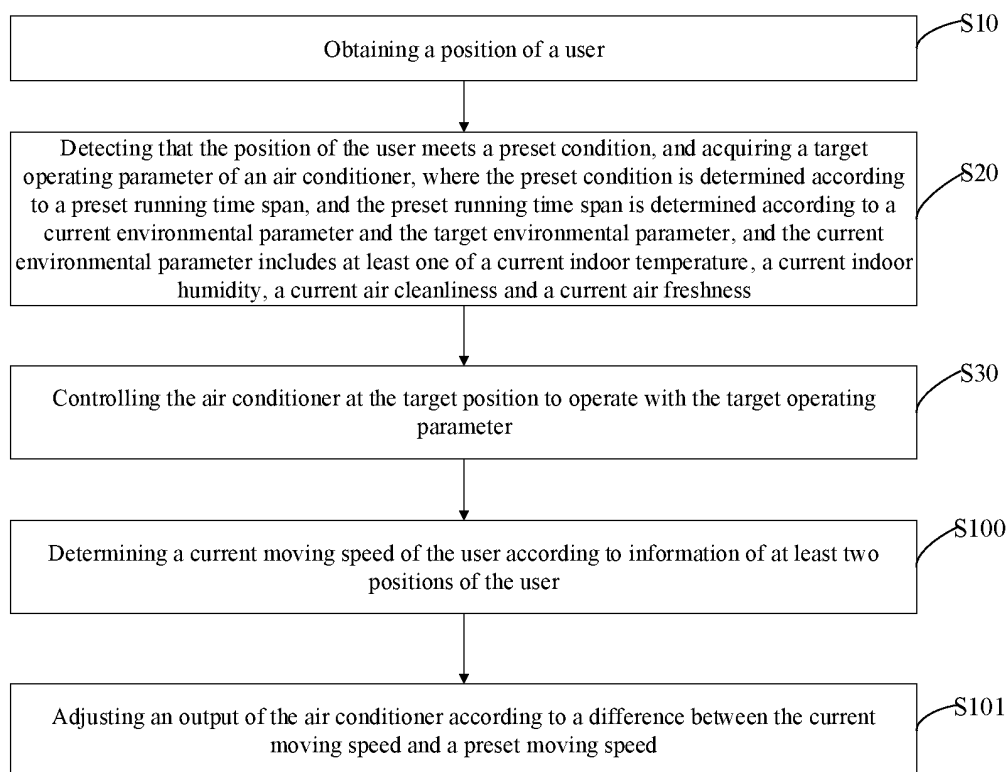 S10
Obtaining a position of a user
Detecting that the position of the user meets a preset condition, and acquiring a target
operating parameter of an air conditioner, where the preset condition is determined according
to a preset running time span, and the preset running time span is determined according to a
current environmental parameter and the target environmental parameter, and the current
environmental parameter includes at least one of a current indoor temperature, a current indoor
humidity, a current air cleanliness and a current air freshness
S20
S30
Controlling the air conditioner at the target position to operate with the target operating
parameter
S100
Determining a current moving speed of the user according to information of at least two
positions of the user
S101
Adjusting an output of the air conditioner according to a difference between the current
moving speed and a preset moving speed